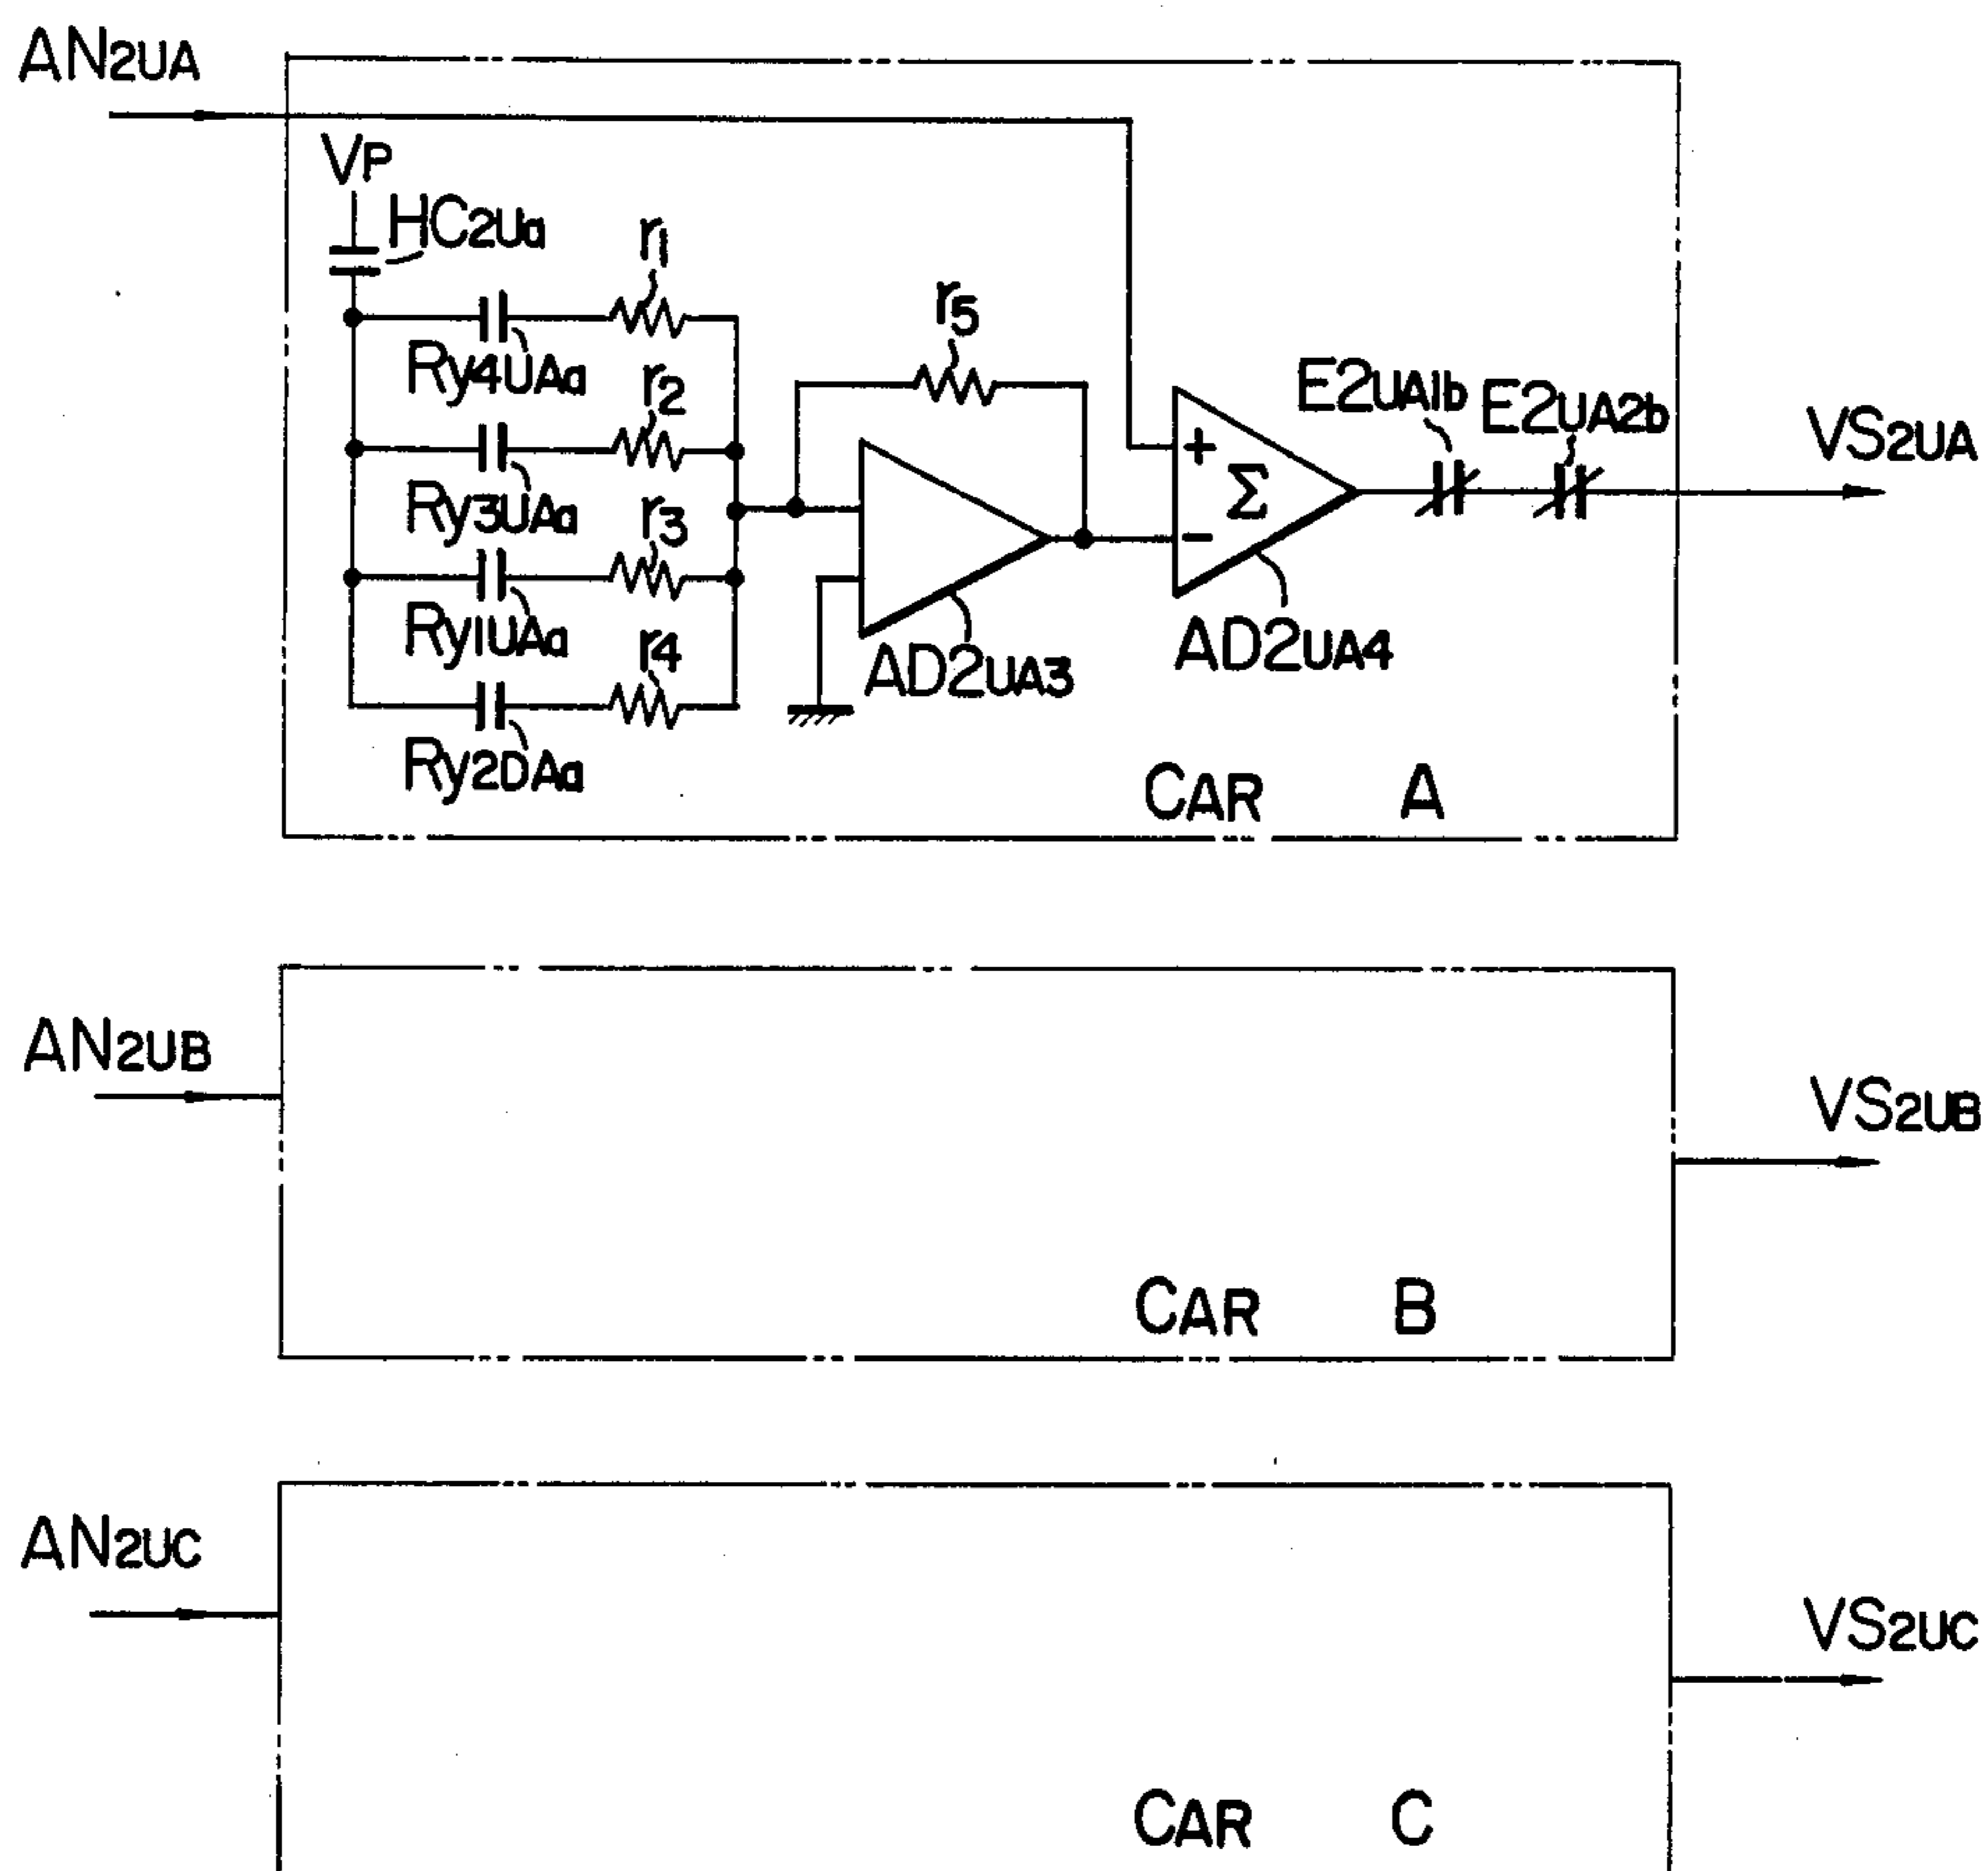 AN2UA
VP
HC2Ua
r1
r5
Ry4UAa
r2
E2UA1b
E2UA2b
VS2UA
+
Σ
Ry3UAa
r3
−
Ry1UAa
r4
AD2UA3
AD2UA4
Ry2DAa
CAR A
AN2UB
VS2UB
CAR B
AN2UC
VS2UC
CAR C